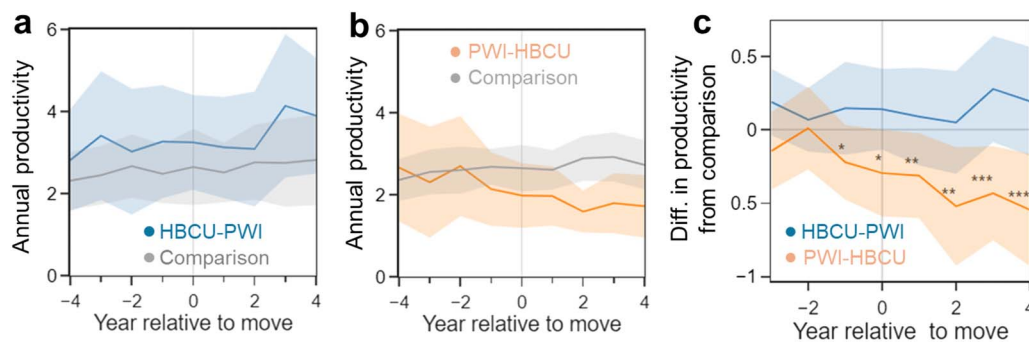 a
b
c
6
4
2
0
−4
−2
0
2
4
Annual productivity
Year relative to move
HBCU-PWI
Comparison
6
4
2
0
−4
−2
0
2
4
Annual productivity
Year relative to move
PWI-HBCU
Comparison
0.5
0
0.5
−1
−2
0
2
4
Diff. in productivity
from comparison
Year relative to move
*
*
**
**
***
***
HBCU-PWI
PWI-HBCU